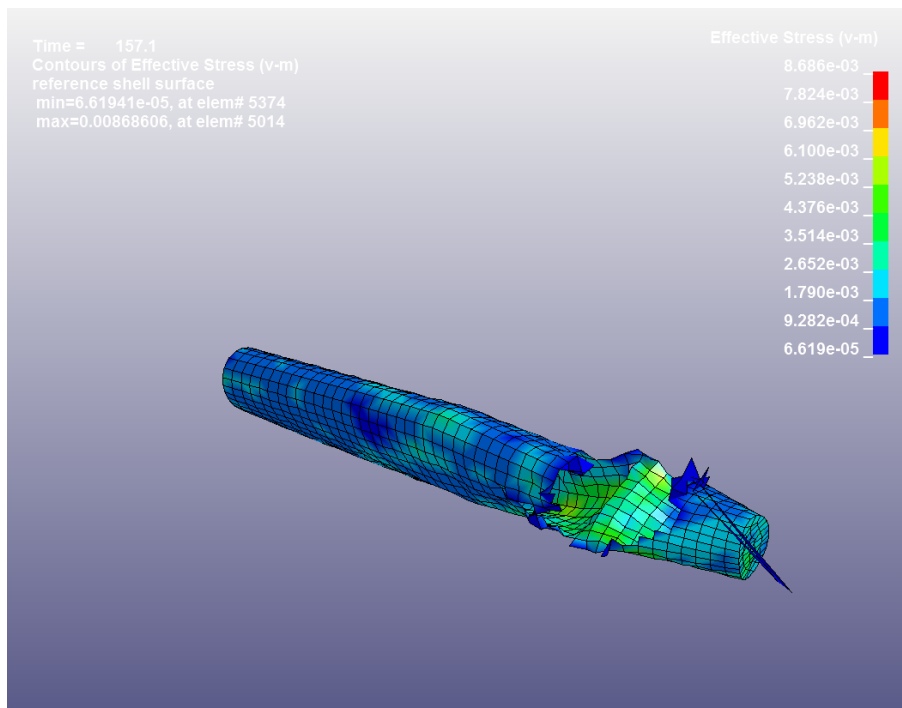 Time =      157.1
Contours of Effective Stress (v-m)
reference shell surface
min=6.61941e-05, at elem# 5374
max=0.00868606, at elem# 5014
Effective Stress (v-m)
8.686e-03
7.824e-03
6.962e-03
6.100e-03
5.238e-03
4.376e-03
3.514e-03
2.652e-03
1.790e-03
9.282e-04
6.619e-05